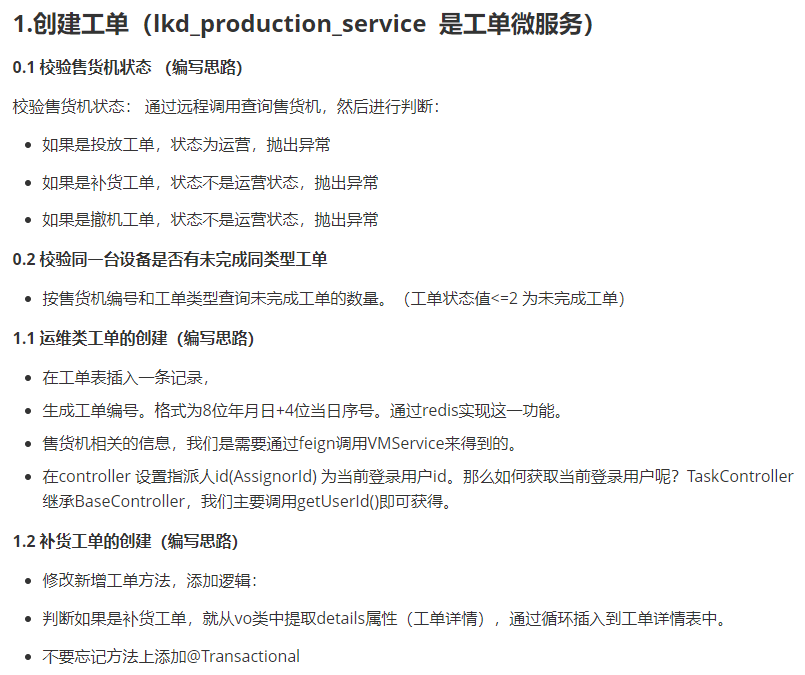 1.创建工单（lkd_production_service 是工单微服务）
0.1 校验售货机状态 （编写思路）
校验售货机状态： 通过远程调用查询售货机，然后进行判断：
• 如果是投放工单，状态为运营，抛出异常
• 如果是补货工单，状态不是运营状态，抛出异常
• 如果是撤机工单，状态不是运营状态，抛出异常
0.2 校验同一台设备是否有未完成同类型工单
• 按售货机编号和工单类型查询未完成工单的数量。（工单状态值<=2 为未完成工单）
1.1 运维类工单的创建（编写思路）
• 在工单表插入一条记录，
• 生成工单编号。格式为8位年月日+4位当日序号。通过redis实现这一功能。
• 售货机相关的信息，我们是需要通过feign调用VMService来得到的。
• 在controller 设置指派人id(AssignorId) 为当前登录用户id。那么如何获取当前登录用户呢？TaskController
继承BaseController，我们主要调用getUserId()即可获得。
1.2 补货工单的创建（编写思路）
• 修改新增工单方法，添加逻辑：
• 判断如果是补货工单，就从vo类中提取details属性（工单详情），通过循环插入到工单详情表中。
• 不要忘记方法上添加@Transactional